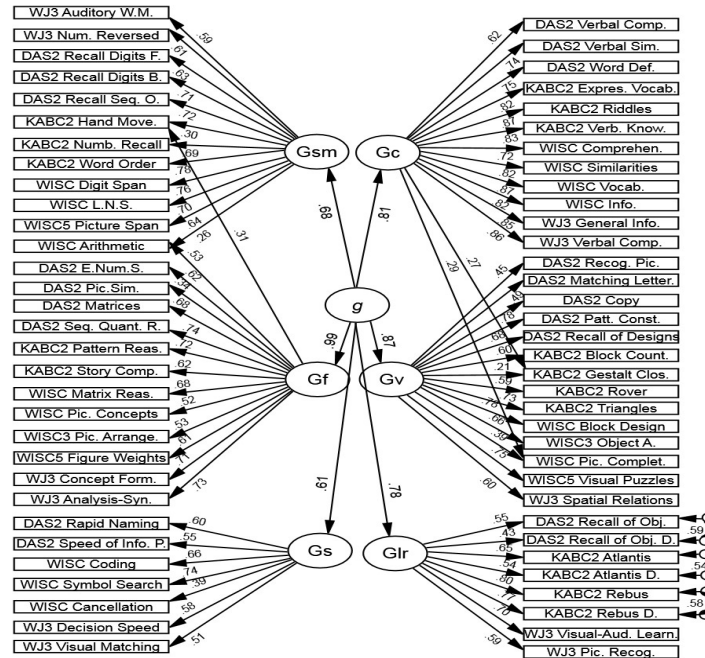 WJ3 Auditory W.M.
WJ3 Num. Reversed
DAS2 Recall Digits F.
DAS2 Recall Digits B.
DAS2 Recall Seq. O.
KABC2 Hand Move.
KABC2 Numb. Recall
KABC2 Word Order
WISC Digit Span
WISC L.N.S.
WISC5 Picture Span
WISC Arithmetic
DAS2 E.Num.S.
DAS2 Pic.Sim.
DAS2 Matrices
DAS2 Seq. Quant. R.
KABC2 Pattern Reas.
KABC2 Story Comp.
WISC Matrix Reas.
WISC Pic. Concepts
WISC3 Pic. Arrange.
WISC5 Figure Weights
WJ3 Concept Form.
WJ3 Analysis-Syn.
DAS2 Rapid Naming
DAS2 Speed of Info. P.
WISC Coding
WISC Symbol Search
WISC Cancellation
WJ3 Decision Speed
WJ3 Visual Matching
.59
.61
.63
.71
.72
.30
.69
.78
.76
.70
.64
.26
.31
.53
.62
.54
.68
.74
.72
.62
.68
.52
.53
.61
.71
.73
.60
.55
.66
.74
.39
.58
.51
Gsm
Gc
g
Gf
Gv
Gs
Glr
.68
.81
.99
.87
.61
.78
.62
.74
.75
.82
.87
.83
.72
.82
.87
.82
.85
.86
.29
.27
.45
.49
.78
.68
.60
.21
.59
.73
.78
.66
.39
.75
.60
.55
.43
.65
.54
.80
.77
.70
.59
DAS2 Verbal Comp.
DAS2 Verbal Sim.
DAS2 Word Def.
KABC2 Expres. Vocab.
KABC2 Riddles
KABC2 Verb. Know.
WISC Comprehen.
WISC Similarities
WISC Vocab.
WISC Info.
WJ3 General Info.
WJ3 Verbal Comp.
DAS2 Recog. Pic.
DAS2 Matching Letter.
DAS2 Copy
DAS2 Patt. Const.
DAS2 Recall of Designs
KABC2 Block Count.
KABC2 Gestalt Clos.
KABC2 Rover
KABC2 Triangles
WISC Block Design
WISC3 Object A.
WISC Pic. Complet.
WISC5 Visual Puzzles
WJ3 Spatial Relations
DAS2 Recall of Obj.
DAS2 Recall of Obj. D.
KABC2 Atlantis
KABC2 Atlantis D.
KABC2 Rebus
KABC2 Rebus D.
WJ3 Visual-Aud. Learn.
WJ3 Pic. Recog.
.59
.54
.58